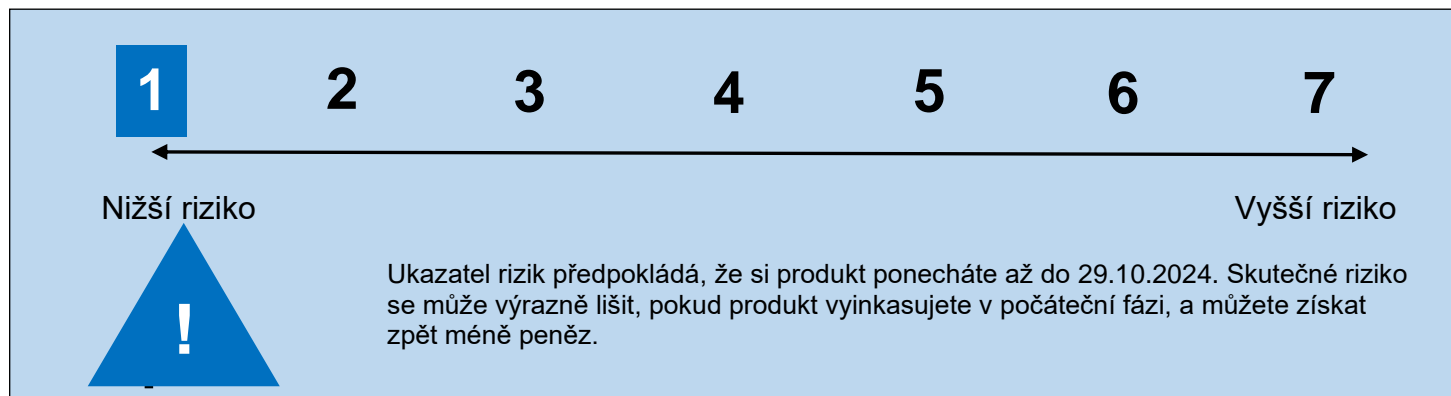 1 2 3 4 5 6 7
Nižší riziko Vyšší riziko
Ukazatel rizik předpokládá, že si produkt ponecháte až do 29.10.2024. Skutečné riziko
se může výrazně lišit, pokud produkt vyinkasujete v počáteční fázi, a můžete získat
zpět méně peněz.
!